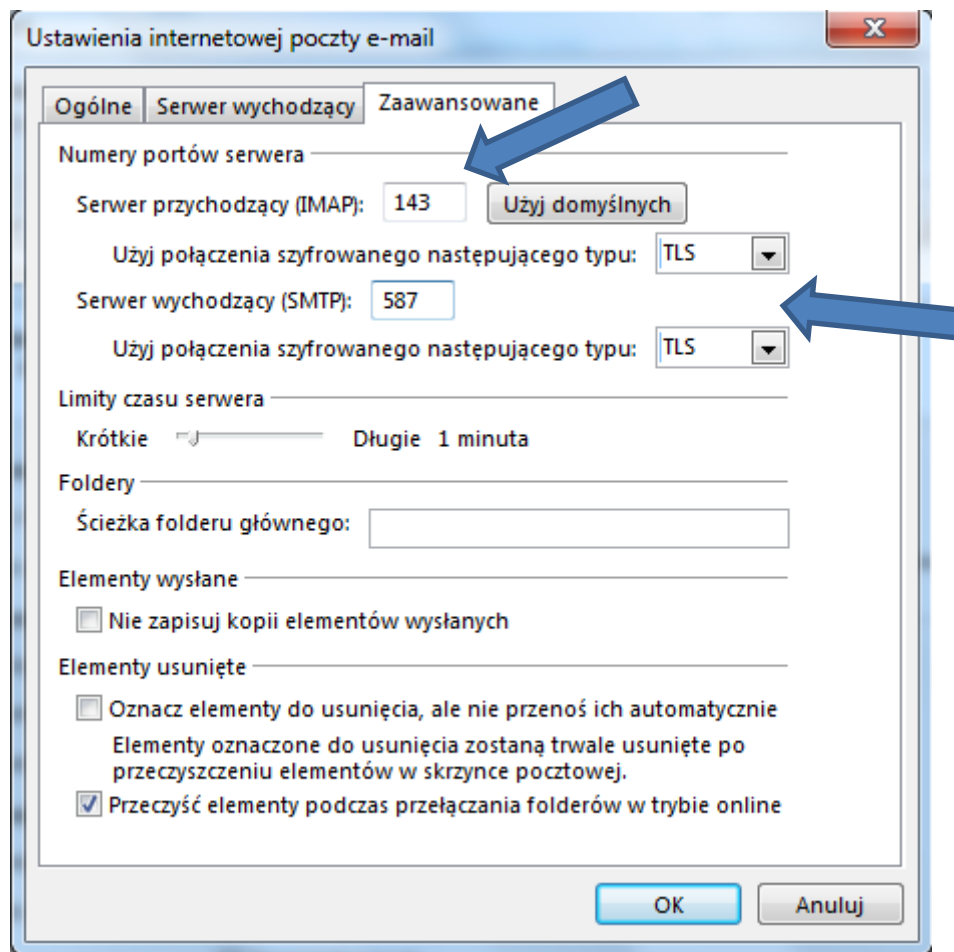 Ustawienia internetowej poczty e-mail
Ogólne Serwer wychodzący Zaawansowane
Numery portów serwera
Serwer przychodzący (IMAP): 143 Użyj domyślnych
Użyj połączenia szyfrowanego następującego typu: TLS
Serwer wychodzący (SMTP): 587
Użyj połączenia szyfrowanego następującego typu: TLS
Limity czasu serwera
Krótkie Długie 1 minuta
Foldery
Ścieżka folderu głównego:
Elementy wysłane
Nie zapisuj kopii elementów wysłanych
Elementy usunięte
Oznacz elementy do usunięcia, ale nie przenoś ich automatycznie
Elementy oznaczone do usunięcia zostaną trwale usunięte po
przeczyszczeniu elementów w skrzynce pocztowej.
Przeczyść elementy podczas przełączania folderów w trybie online
OK Anuluj